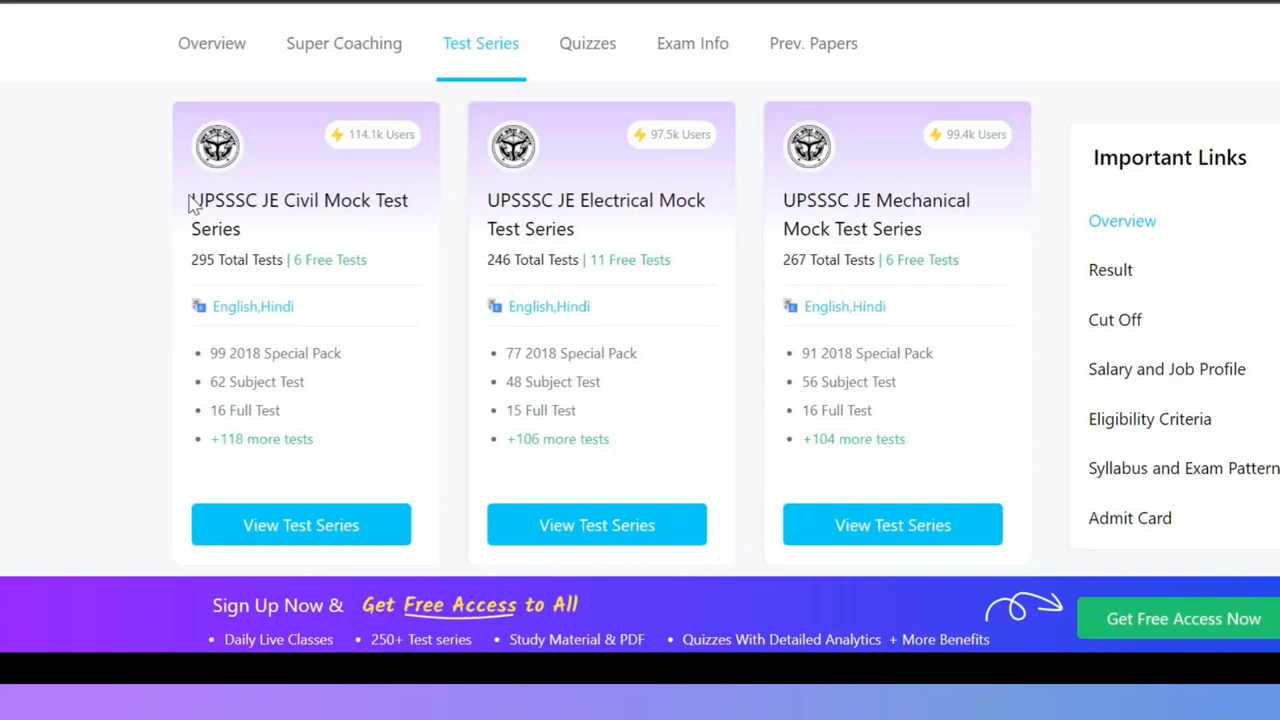 Overview Super Coaching Test Series Quizzes Exam Info Prev. Papers
114.1k Users
UPSSSC JE Civil Mock Test
Series
295 Total Tests | 6 Free Tests
English,Hindi
99 2018 Special Pack
62 Subject Test
16 Full Test
+118 more tests
View Test Series
97.5k Users
UPSSSC JE Electrical Mock
Test Series
246 Total Tests | 11 Free Tests
English,Hindi
77 2018 Special Pack
48 Subject Test
15 Full Test
+106 more tests
View Test Series
99.4k Users
UPSSSC JE Mechanical
Mock Test Series
267 Total Tests | 6 Free Tests
English,Hindi
91 2018 Special Pack
56 Subject Test
16 Full Test
+104 more tests
View Test Series
Important Links
Overview
Result
Cut Off
Salary and Job Profile
Eligibility Criteria
Syllabus and Exam Pattern
Admit Card
Sign Up Now & Get Free Access to All
Daily Live Classes 250+ Test series Study Material & PDF Quizzes With Detailed Analytics + More Benefits
Get Free Access Now